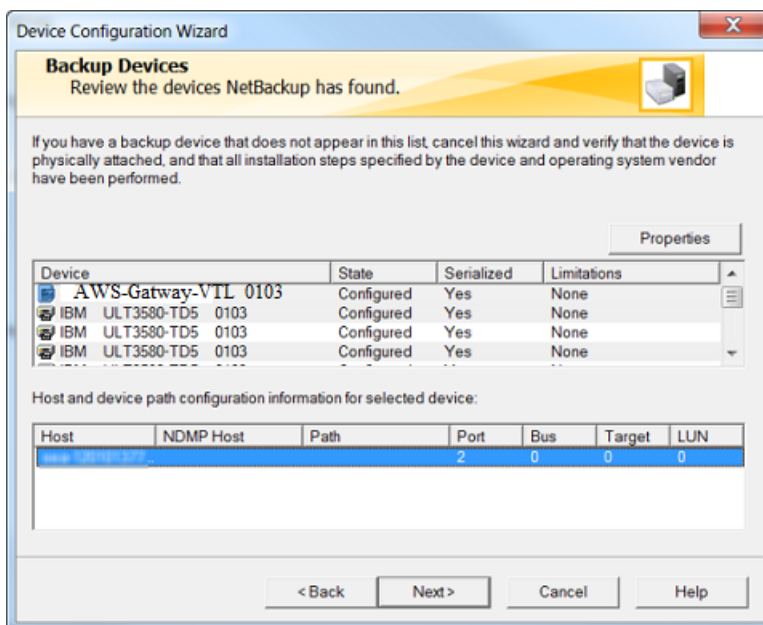 Device Configuration Wizard
Backup Devices
Review the devices NetBackup has found.
If you have a backup device that does not appear in this list, cancel this wizard and verify that the device is
physically attached, and that all installation steps specified by the device and operating system vendor
have been performed.
Properties
Device State Serialized Limitations
AWS-Gatway-VTL 0103 Configured Yes None
IBM ULT3580-TD5 0103 Configured Yes None
IBM ULT3580-TD5 0103 Configured Yes None
IBM ULT3580-TD5 0103 Configured Yes None
Host and device path configuration information for selected device:
Host NDMP Host Path Port Bus Target LUN
2 0 0 0
< Back Next > Cancel Help